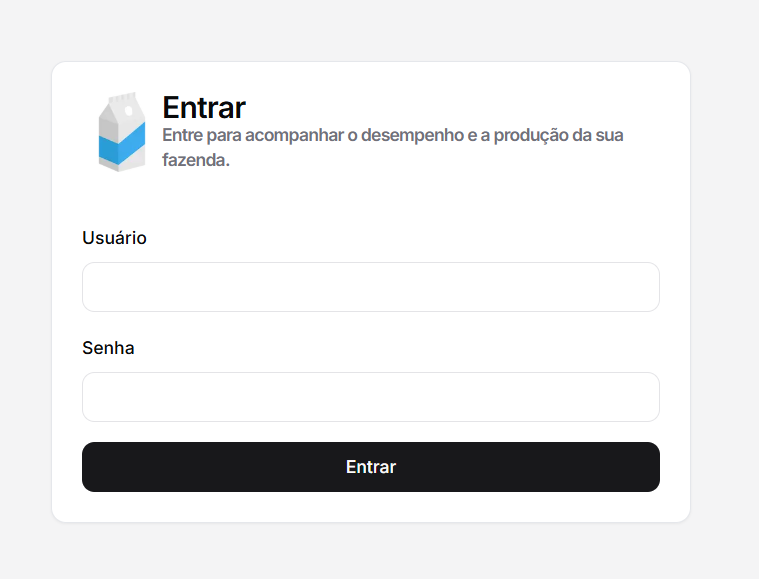 Entrar
Entre para acompanhar o desempenho e a produção da sua
fazenda.
Usuário
Senha
Entrar